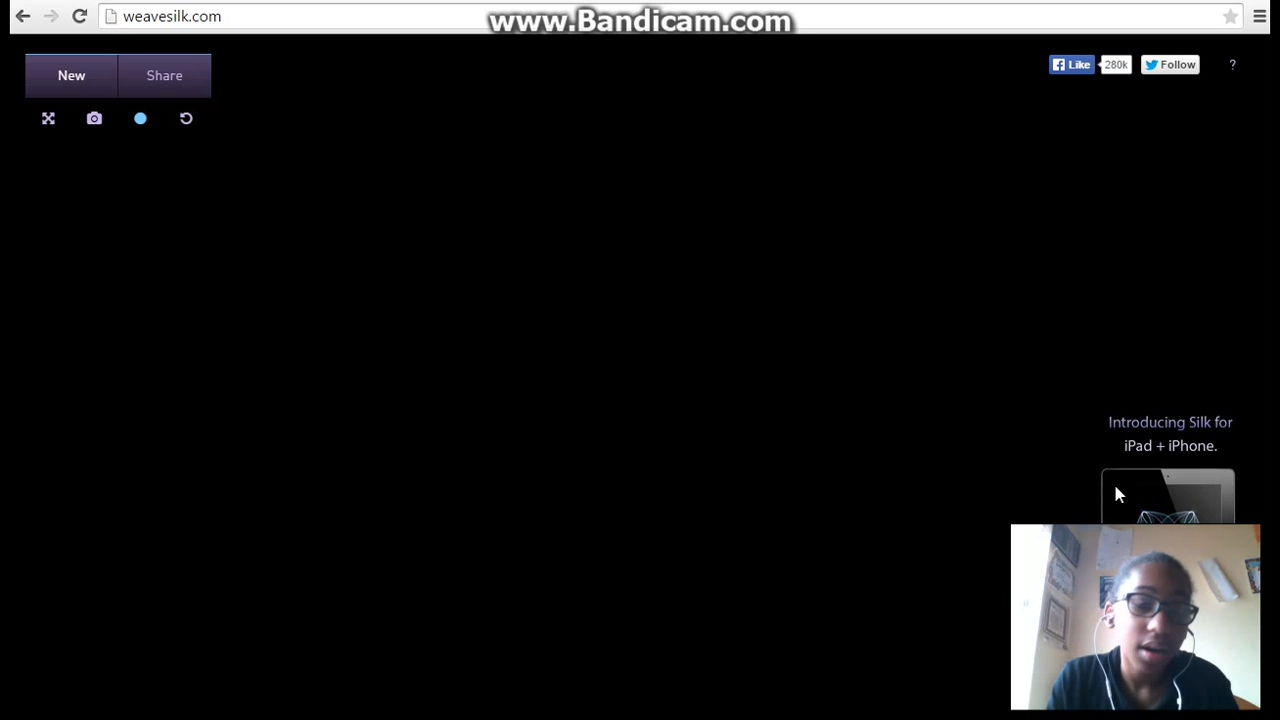 weavesilk.com
www.Bandicam.com
New
Share
Like
280k
Follow
?
Introducing Silk for
iPad + iPhone.